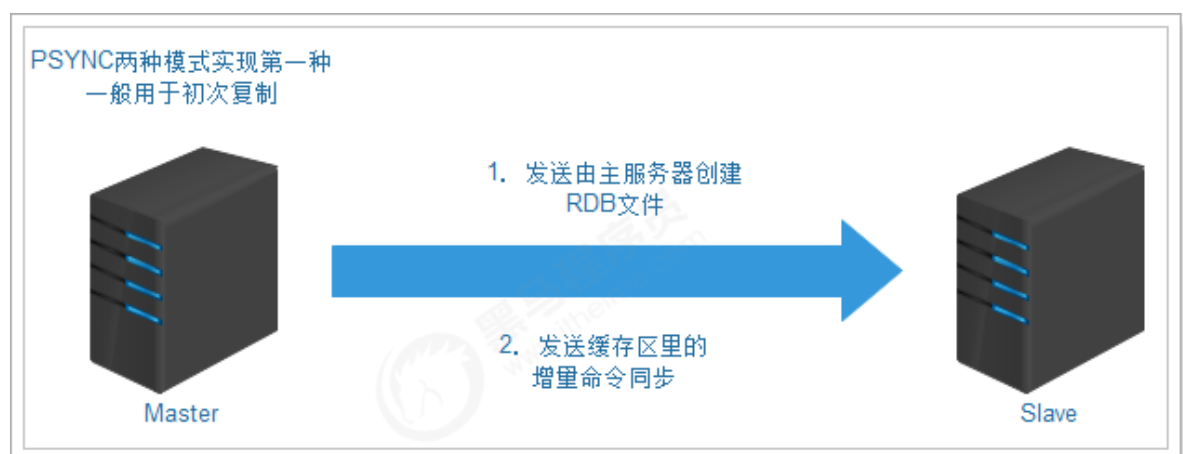 PSYNC两种模式实现第一种
一般用于初次复制
1. 发送由主服务器创建
RDB文件
2. 发送缓存区里的
增量命令同步
Master
Slave